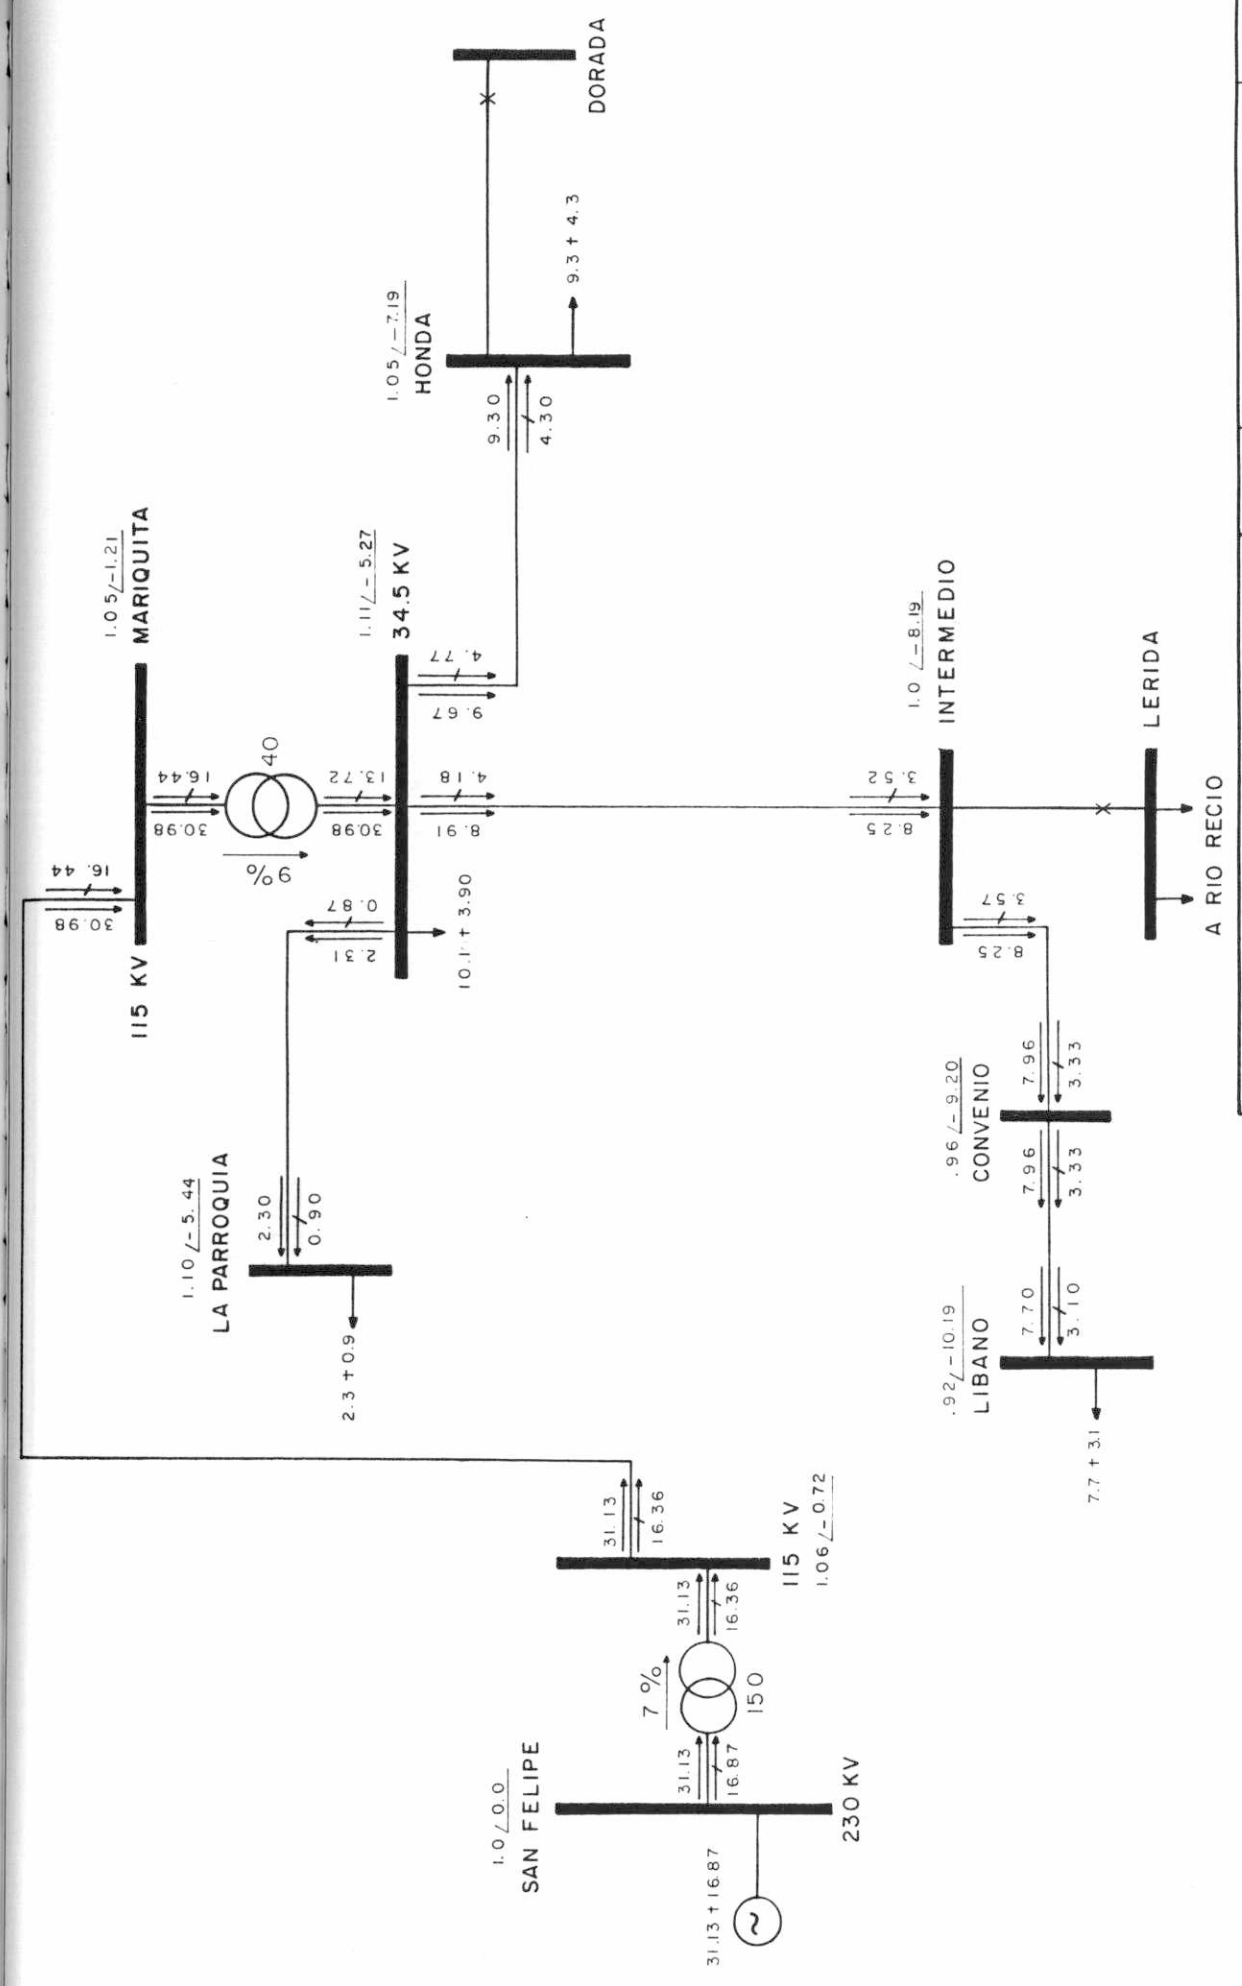 DORADA
1.05/-7.19
HONDA
9.3 + 4.3
9.30
4.30
1.05/-1.21
MARIQUITA
115 KV
16.44
30.98
16.44
30.98
40
9%
13.72
30.98
1.11/-5.27
34.5 KV
4.77
9.67
4.18
8.91
0.87
2.31
+ 3.90
1.10/-5.44
LA PARROQUIA
2.30
0.90
2.3 + 0.9
1.0 /-8.19
INTERMEDIO
3.52
8.25
3.57
8.25
LERIDA
A RIO RECIO
.96/-9.20
CONVENIO
7.96
3.33
7.96
3.33
.92/-10.19
LIBANO
7.70
3.10
7.7 + 3.1
31.13
16.36
115 KV
1.06/-0.72
31.13
16.36
7 %
150
31.13
16.87
1.0/0.0
SAN FELIPE
230 KV
31.13 + 16.87
~